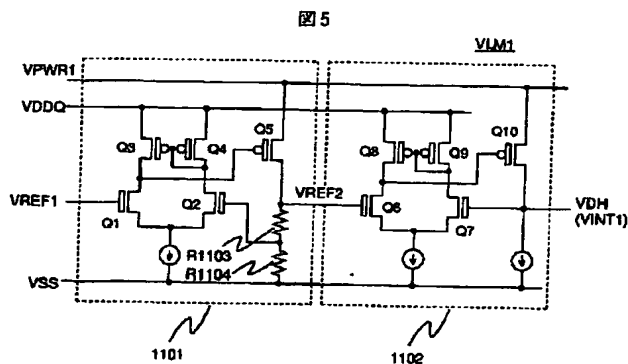 図5
VLM1
VPWR1
VDDQ
Q3
Q4
Q5
Q8
Q9
Q10
VREF1
Q1
Q2
VREF2
Q6
Q7
VDH
(VINT1)
R1103
R1104
VSS
1101
1102